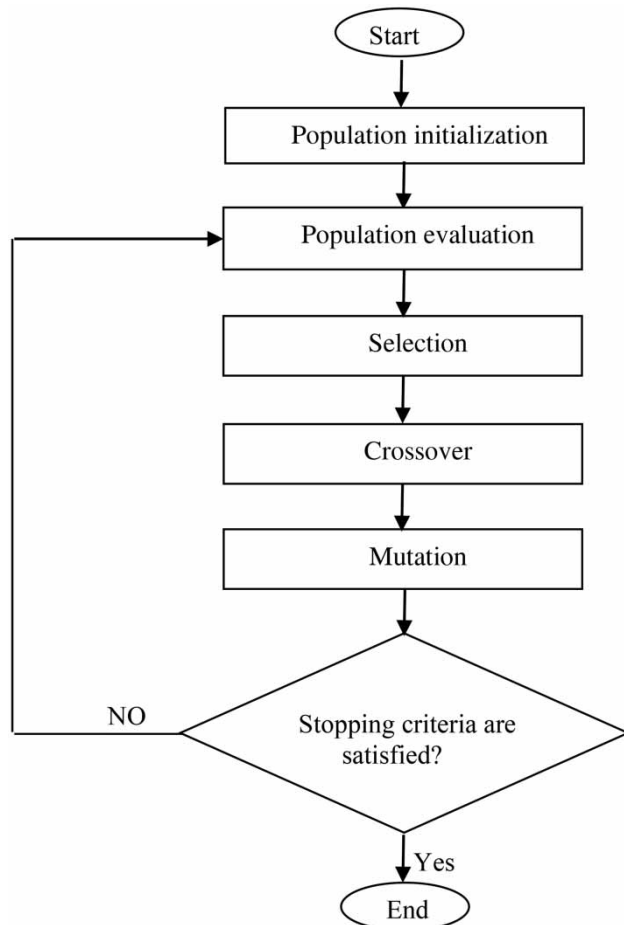 Start
Population initialization
Population evaluation
Selection
Crossover
Mutation
NO
Stopping criteria are
satisfied?
Yes
End